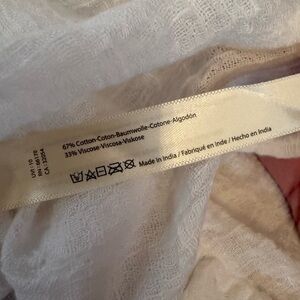 67% Cotton-Coton-Baumwolle-Cotone-Algodón
33% Viscose-Viscosa-Viskose
Made in India / Fabriqué en Inde / Hecho en India